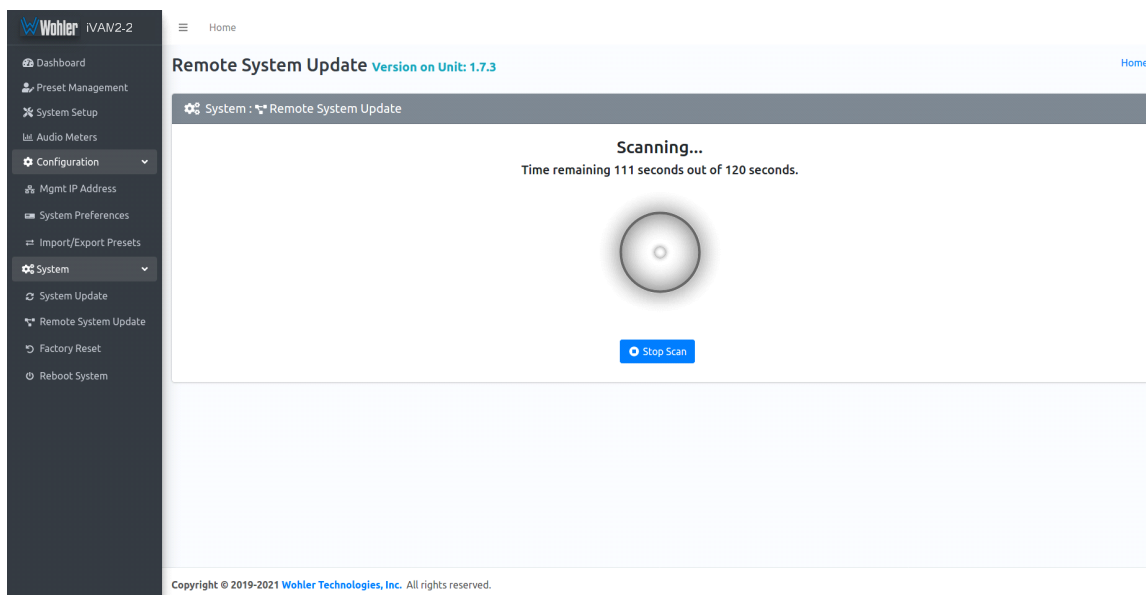 Wohler iVAM2-2
Home
Dashboard
Preset Management
System Setup
Audio Meters
Configuration
Mgmt IP Address
System Preferences
Import/Export Presets
System
System Update
Remote System Update
Factory Reset
Reboot System
Remote System Update Version on Unit: 1.7.3
Home
System : Remote System Update
Scanning...
Time remaining 111 seconds out of 120 seconds.
Stop Scan
Copyright © 2019-2021 Wohler Technologies, Inc. All rights reserved.